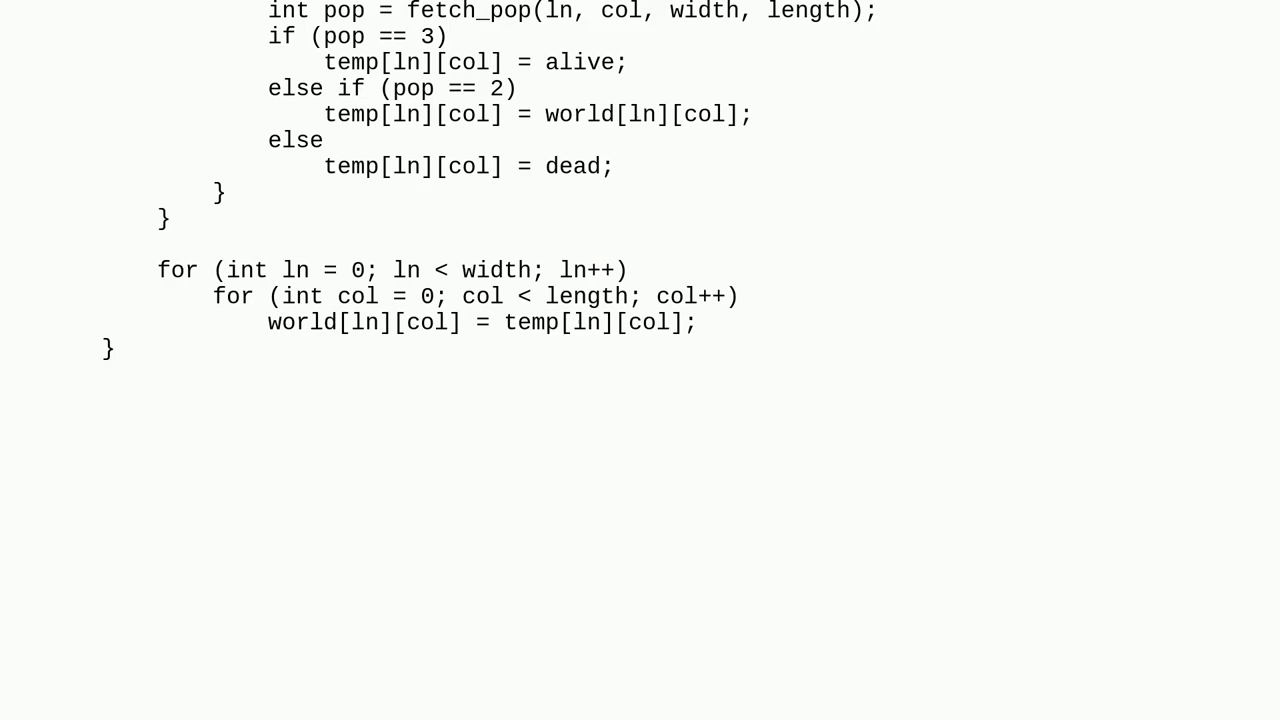 int pop = fetch_pop(ln, col, width, length);
if (pop == 3)
temp[ln][col] = alive;
else if (pop == 2)
temp[ln][col] = world[ln][col];
else
temp[ln][col] = dead;
}
}
for (int ln = 0; ln < width; ln++)
for (int col = 0; col < length; col++)
world[ln][col] = temp[ln][col];
}